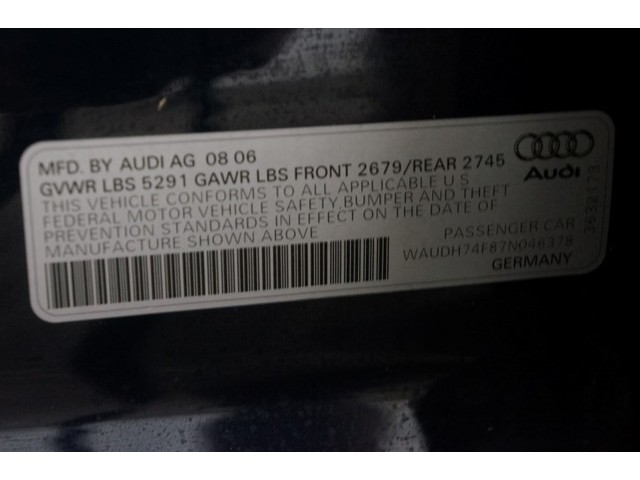 MFD. BY AUDI AG 08 06
GVWR LBS 5291 GAWR LBS FRONT 2679/REAR 2745
THIS VEHICLE CONFORMS TO ALL APPLICABLE U S
FEDERAL MOTOR VEHICLE SAFETY, BUMPER AND THEFT
PREVENTION STANDARDS IN EFFECT ON THE DATE OF
MANUFACTURE SHOWN ABOVE
PASSENGER CAR
WAUDH74F87N046378
GERMANY
Audi
3632173